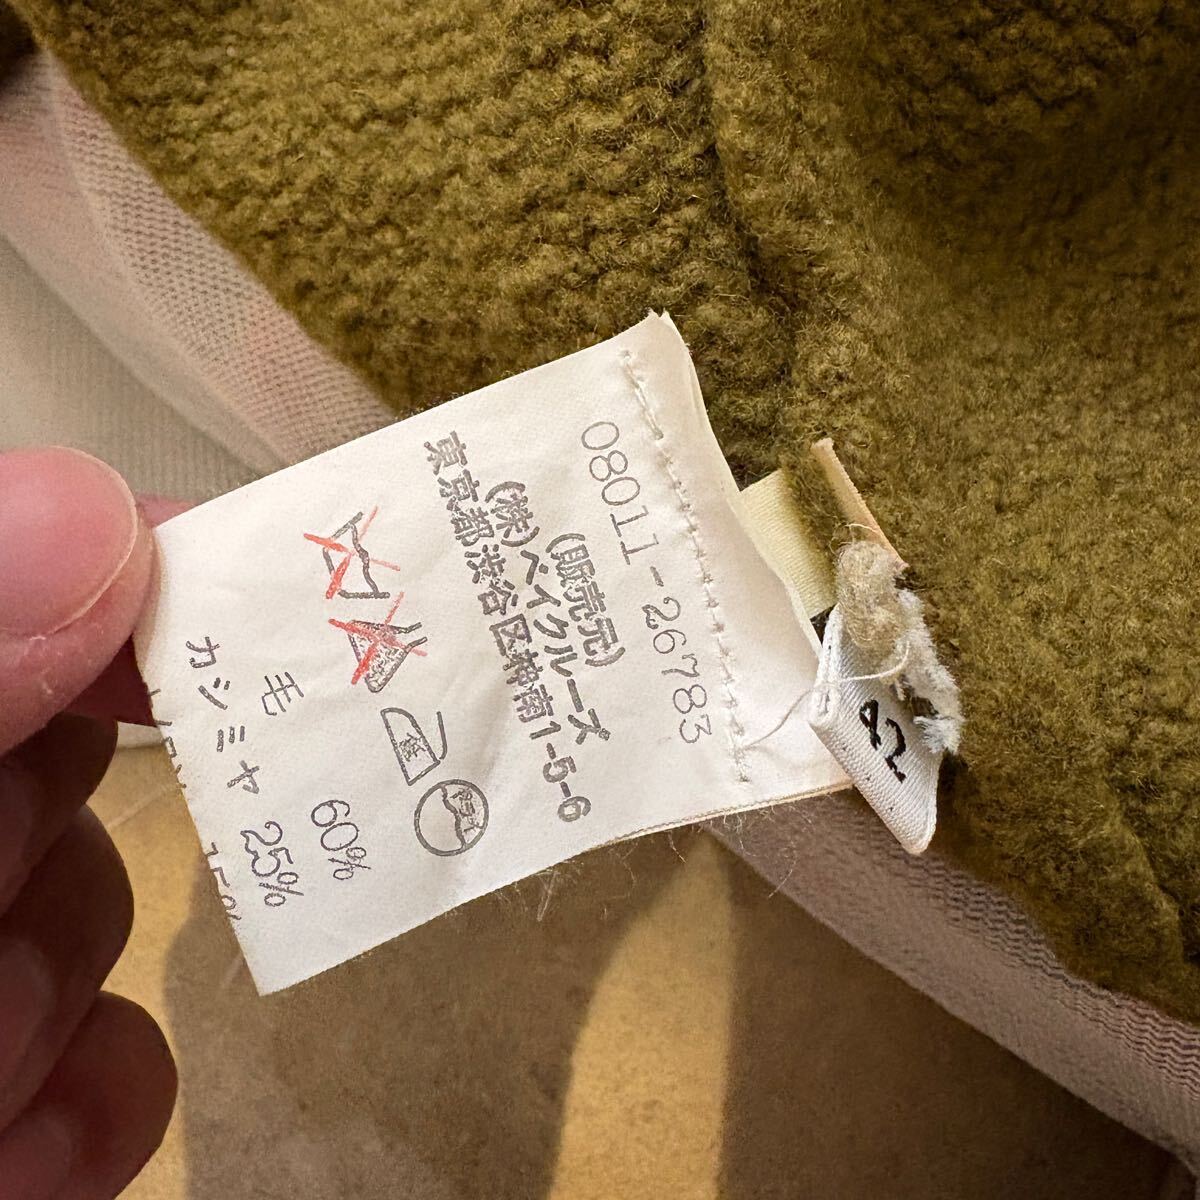 08011-26783
(販売元)
(株)ベイクルーズ
東京都渋谷区神南1-5-6
毛 60%
カシミヤ 25%
15%
42